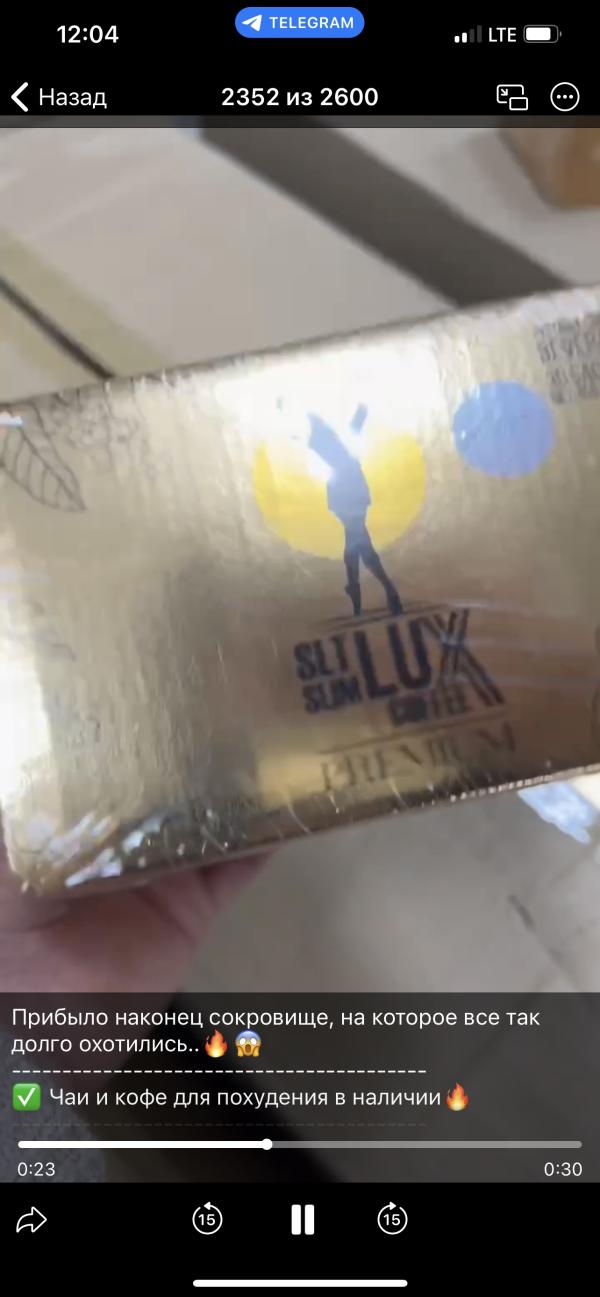 12:04
TELEGRAM
LTE
Назад
2352 из 2600
SLT
SLIM
LUX
COFFEE
PREMIUM
Прибыло наконец сокровище, на которое все так
долго охотились..🔥😱
---------------------------------------
✅ Чаи и кофе для похудения в наличии🔥
---------------------------------------
0:23
0:30
15
15